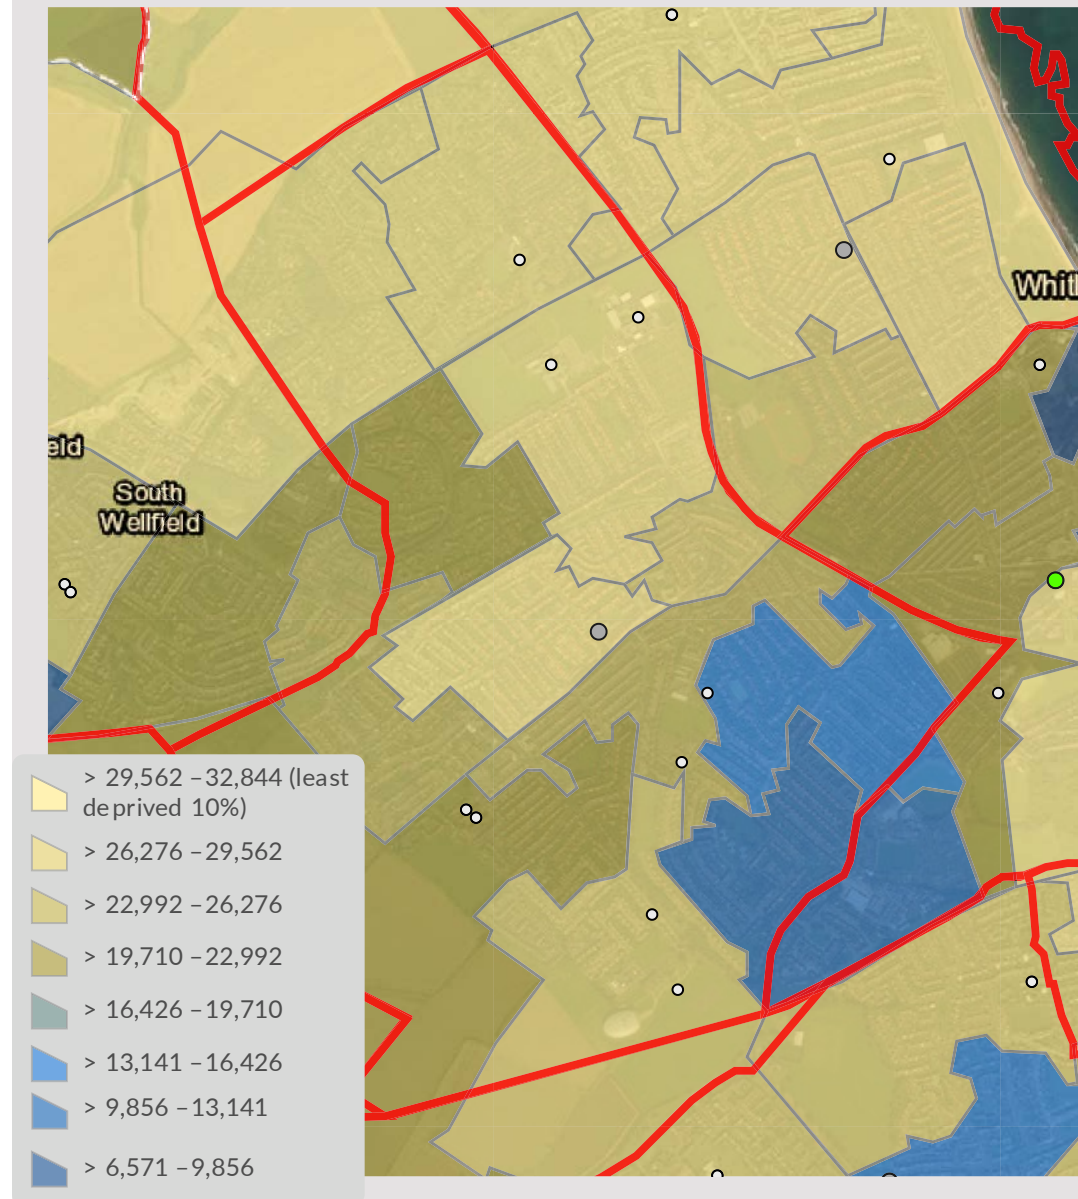 Whitl
eld
South
Wellfield
> 29,562 –32,844 (least
deprived 10%)
> 26,276 –29,562
> 22,992 –26,276
> 19,710 –22,992
> 16,426 –19,710
> 13,141 –16,426
> 9,856 –13,141
> 6,571 –9,856